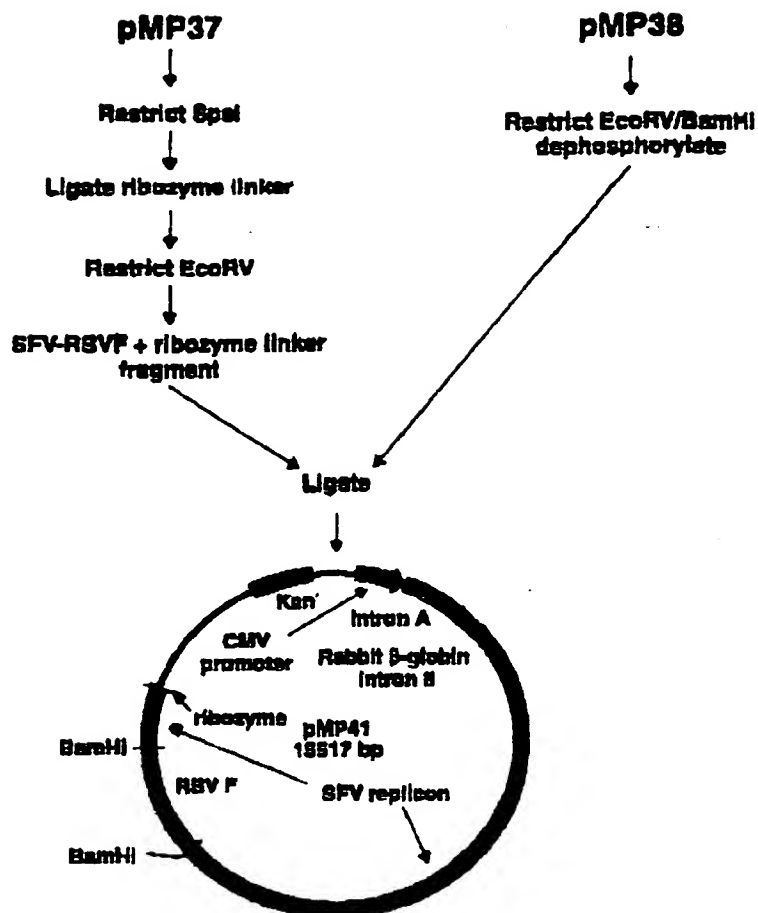 pMP37
Restrict SpeI
Ligate ribozyme linker
Restrict EcoRV
SFV-RSVF + ribozyme linker
fragment
pMP38
Restrict EcoRV/BamHI
dephosphorylate
Ligate
Kanʳ
Intron A
CMV
promoter
Rabbit β-globin
Intron II
ribozyme
pMP41
BamHI
RSV F
SFV replicon
BamHI